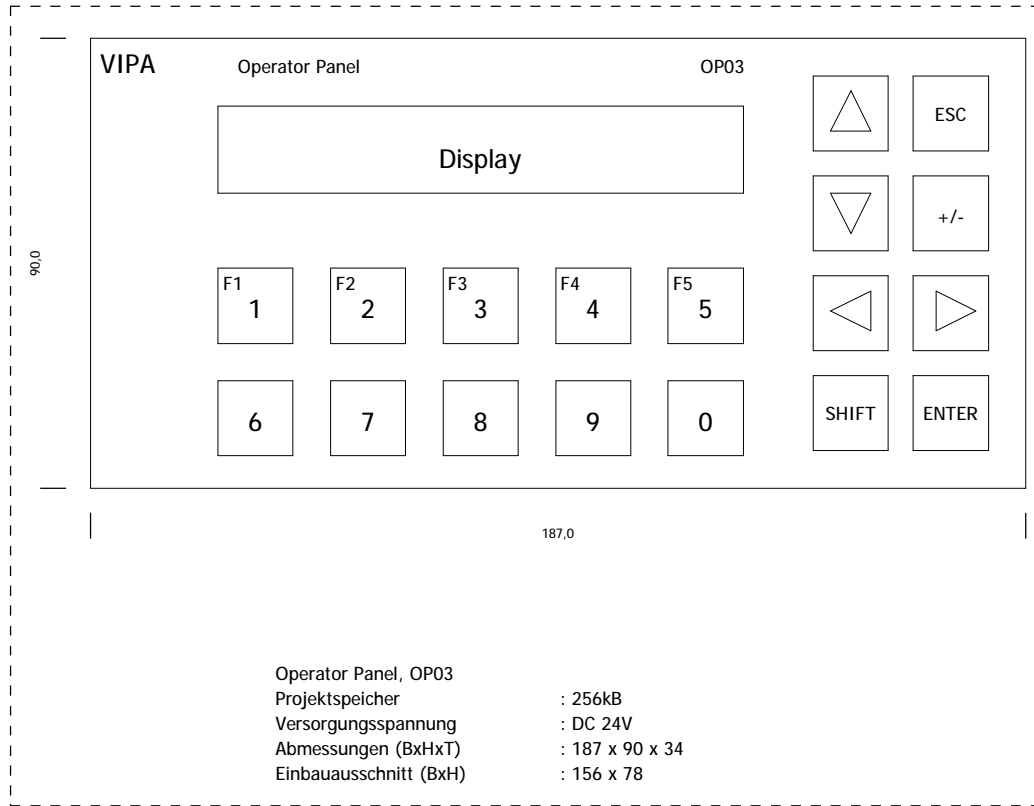 VIPA Operator Panel OP03
ESC
Display
+/-
90,0
F1 F2 F3 F4 F5
1 2 3 4 5
6 7 8 9 0
SHIFT ENTER
187,0
Operator Panel, OP03
Projektspeicher : 256kB
Versorgungsspannung : DC 24V
Abmessungen (BxHxT) : 187 x 90 x 34
Einbauausschnitt (BxH) : 156 x 78